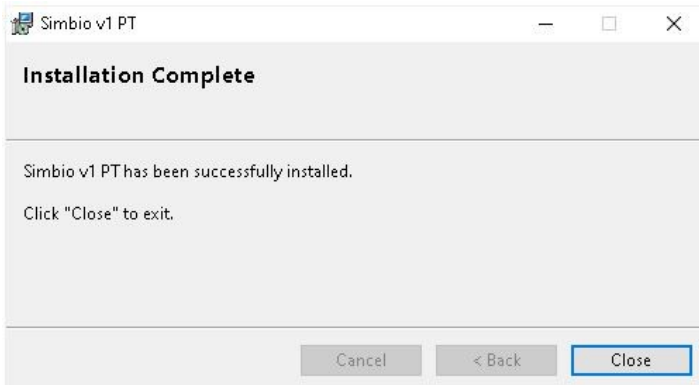 Simbio v1 PT
Installation Complete
Simbio v1 PT has been successfully installed.
Click "Close" to exit.
Cancel
< Back
Close